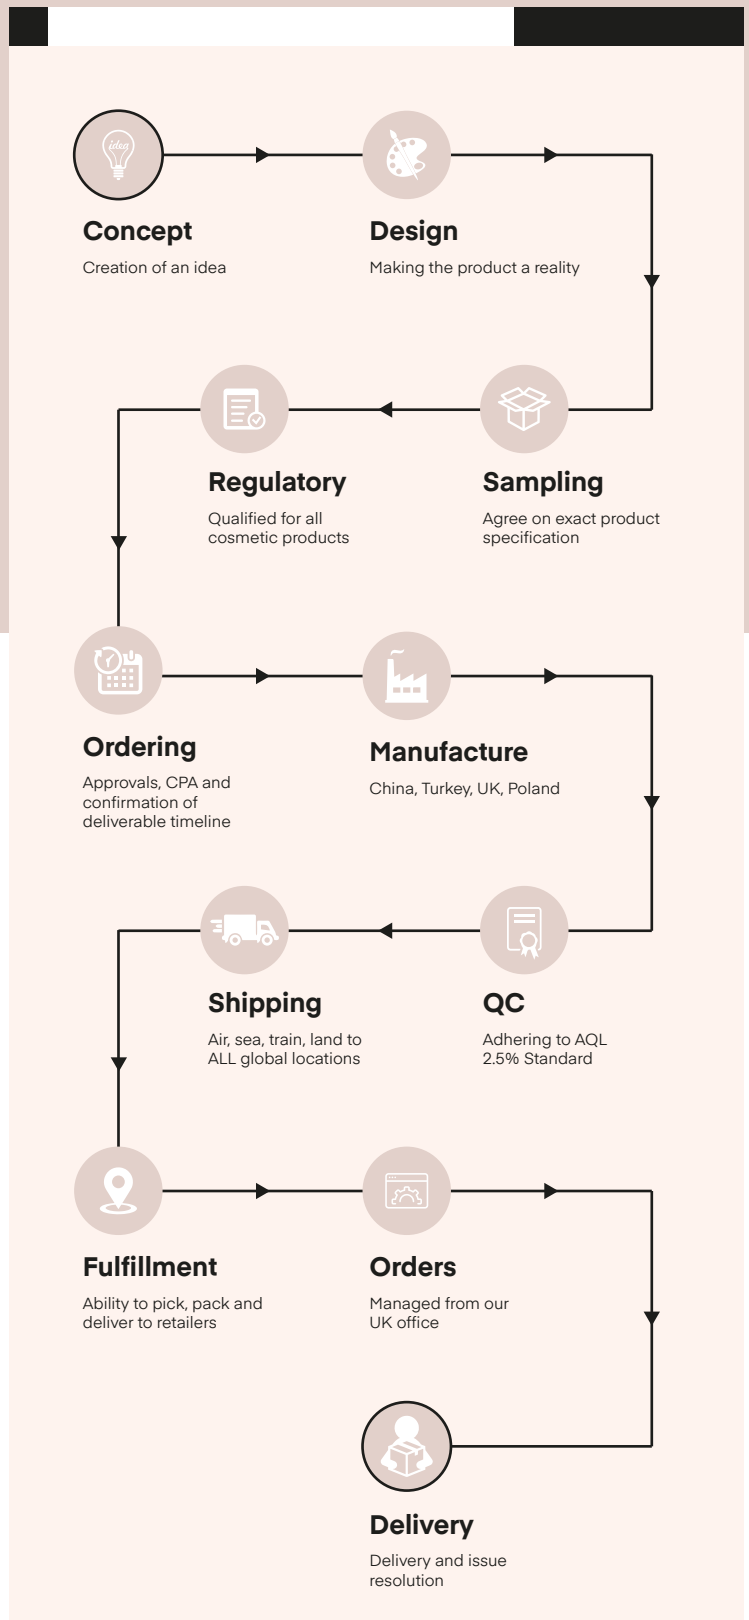 idea
Concept
Creation of an idea
Design
Making the product a reality
Sampling
Agree on exact product
specification
Regulatory
Qualified for all
cosmetic products
Ordering
Approvals, CPA and
confirmation of
deliverable timeline
Manufacture
China, Turkey, UK, Poland
QC
Adhering to AQL
2.5% Standard
Shipping
Air, sea, train, land to
ALL global locations
Fulfillment
Ability to pick, pack and
deliver to retailers
Orders
Managed from our
UK office
Delivery
Delivery and issue
resolution